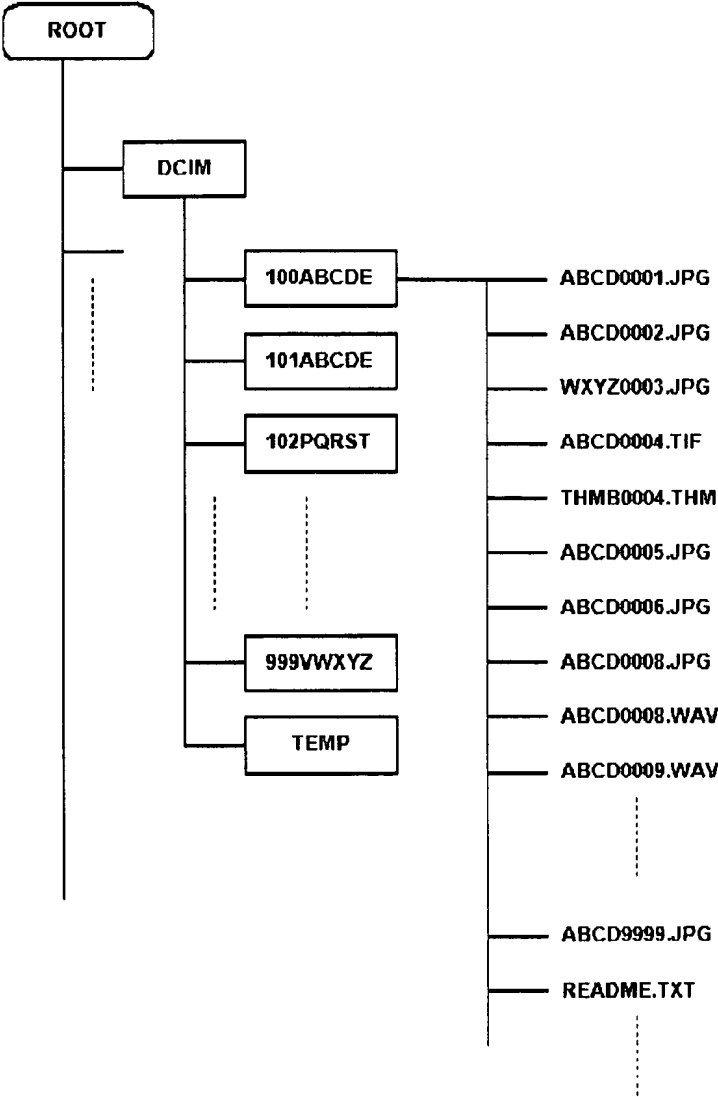 ROOT
DCIM
100ABCDE
101ABCDE
102PQRST
999VWXYZ
TEMP
ABCD0001.JPG
ABCD0002.JPG
WXYZ0003.JPG
ABCD0004.TIF
THMB0004.THM
ABCD0005.JPG
ABCD0006.JPG
ABCD0008.JPG
ABCD0008.WAV
ABCD0009.WAV
ABCD9999.JPG
README.TXT